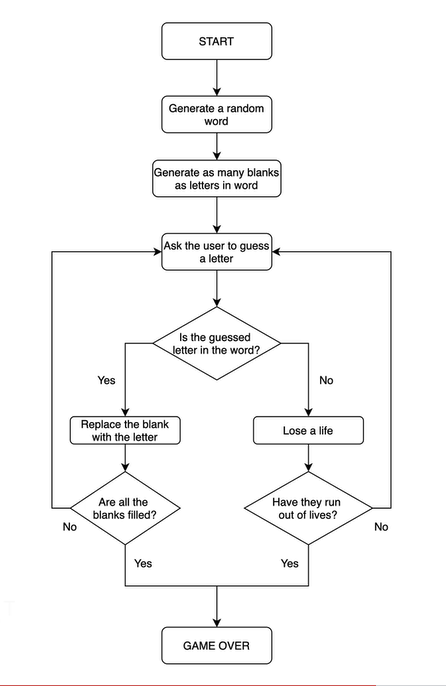 START
Generate a random
word
Generate as many blanks
as letters in word
Ask the user to guess
a letter
Is the guessed
letter in the word?
Yes
No
Replace the blank
with the letter
Lose a life
Are all the
blanks filled?
Have they run
out of lives?
No
No
Yes
Yes
GAME OVER